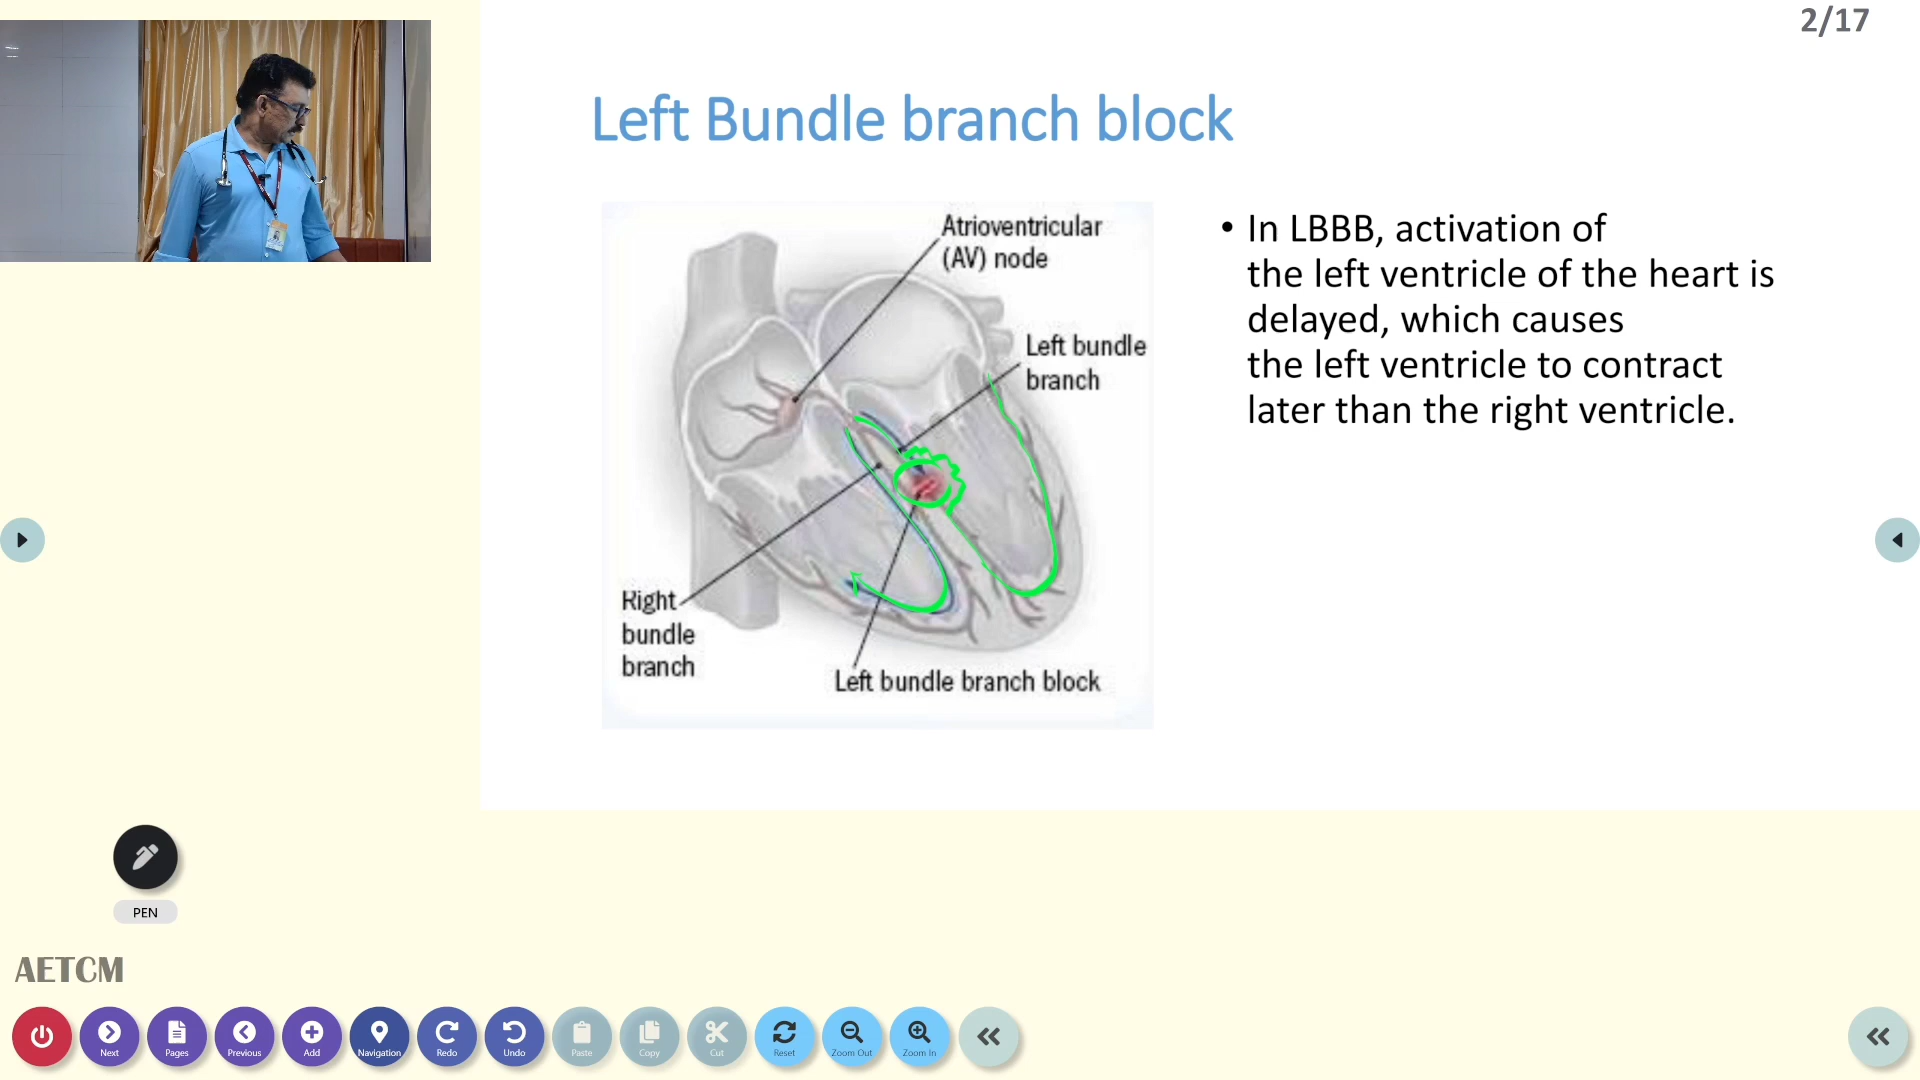 2/17
Left Bundle branch block
Atrioventricular
(AV) node
Left bundle
branch
Right
bundle
branch
Left bundle branch block
• In LBBB, activation of
the left ventricle of the heart is
delayed, which causes
the left ventricle to contract
later than the right ventricle.
PEN
AETCM
Next
Pages
Previous
Add
Navigation
Redo
Undo
Paste
Copy
Cut
Reset
Zoom Out
Zoom In